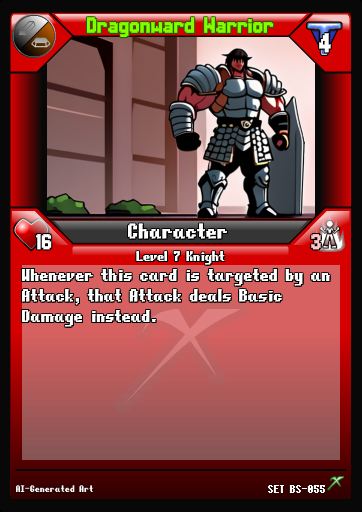 Dragonward Warrior
4
Character
16
3
Level 7 Knight
Whenever this card is targeted by an
Attack, that Attack deals Basic
Damage instead.
AI-Generated Art
SET BS-055